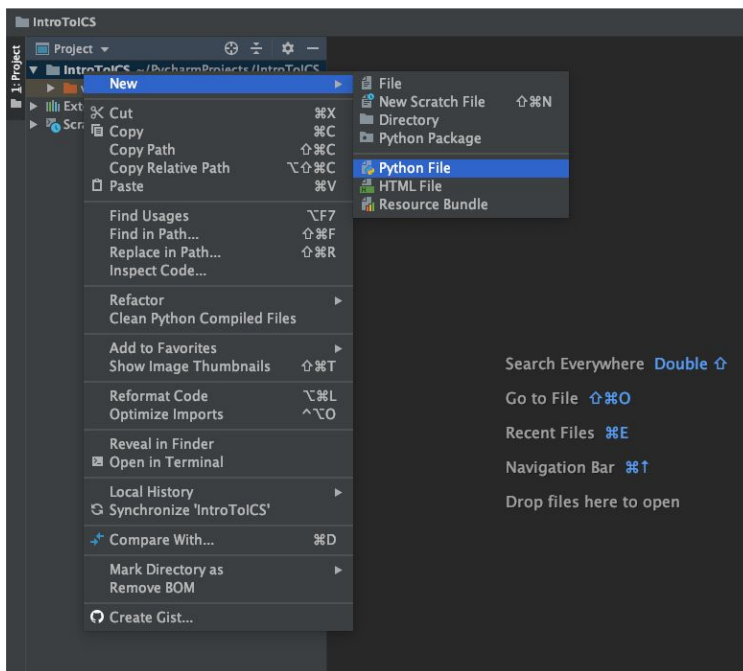 IntroToICS
1: Project
Project
IntroToICS ~/PycharmProjects/IntroToICS
New
Cut ⌘X
Copy ⌘C
Copy Path ⇧⌘C
Copy Relative Path ⌥⇧⌘C
Paste ⌘V
Find Usages ⌥F7
Find in Path... ⇧⌘F
Replace in Path... ⇧⌘R
Inspect Code...
Refactor
Clean Python Compiled Files
Add to Favorites
Show Image Thumbnails ⇧⌘T
Reformat Code ⌥⌘L
Optimize Imports ^⌥O
Reveal in Finder
Open in Terminal
Local History
Synchronize 'IntroToICS'
Compare With... ⌘D
Mark Directory as
Remove BOM
Create Gist...
File
New Scratch File ⇧⌘N
Directory
Python Package
Python File
HTML File
Resource Bundle
Search Everywhere Double ⇧
Go to File ⇧⌘O
Recent Files ⌘E
Navigation Bar ⌘↑
Drop files here to open